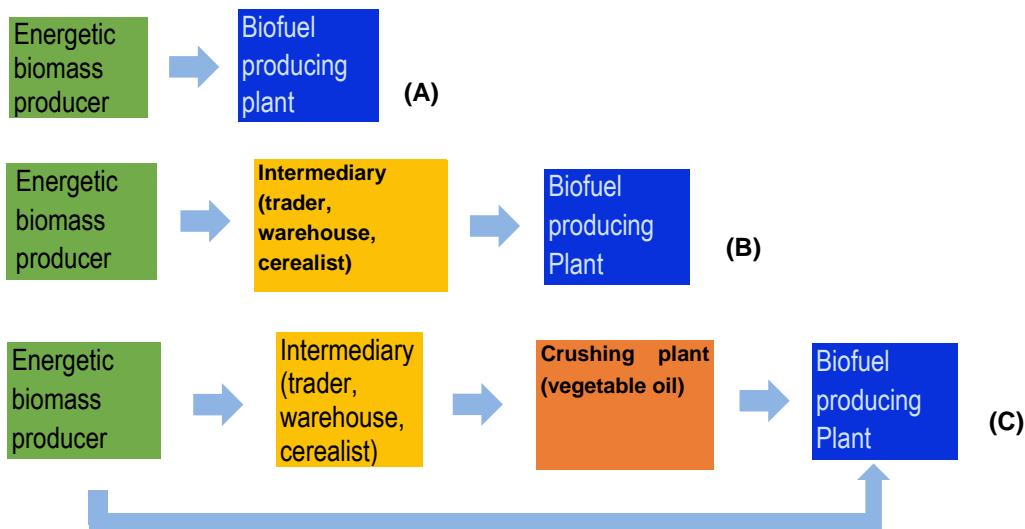 Energetic
biomass
producer
Biofuel
producing
plant
(A)
Energetic
biomass
producer
Intermediary
(trader,
warehouse,
cerealist)
Biofuel
producing
Plant
(B)
Energetic
biomass
producer
Intermediary
(trader,
warehouse,
cerealist)
Crushing plant
(vegetable oil)
Biofuel
producing
Plant
(C)